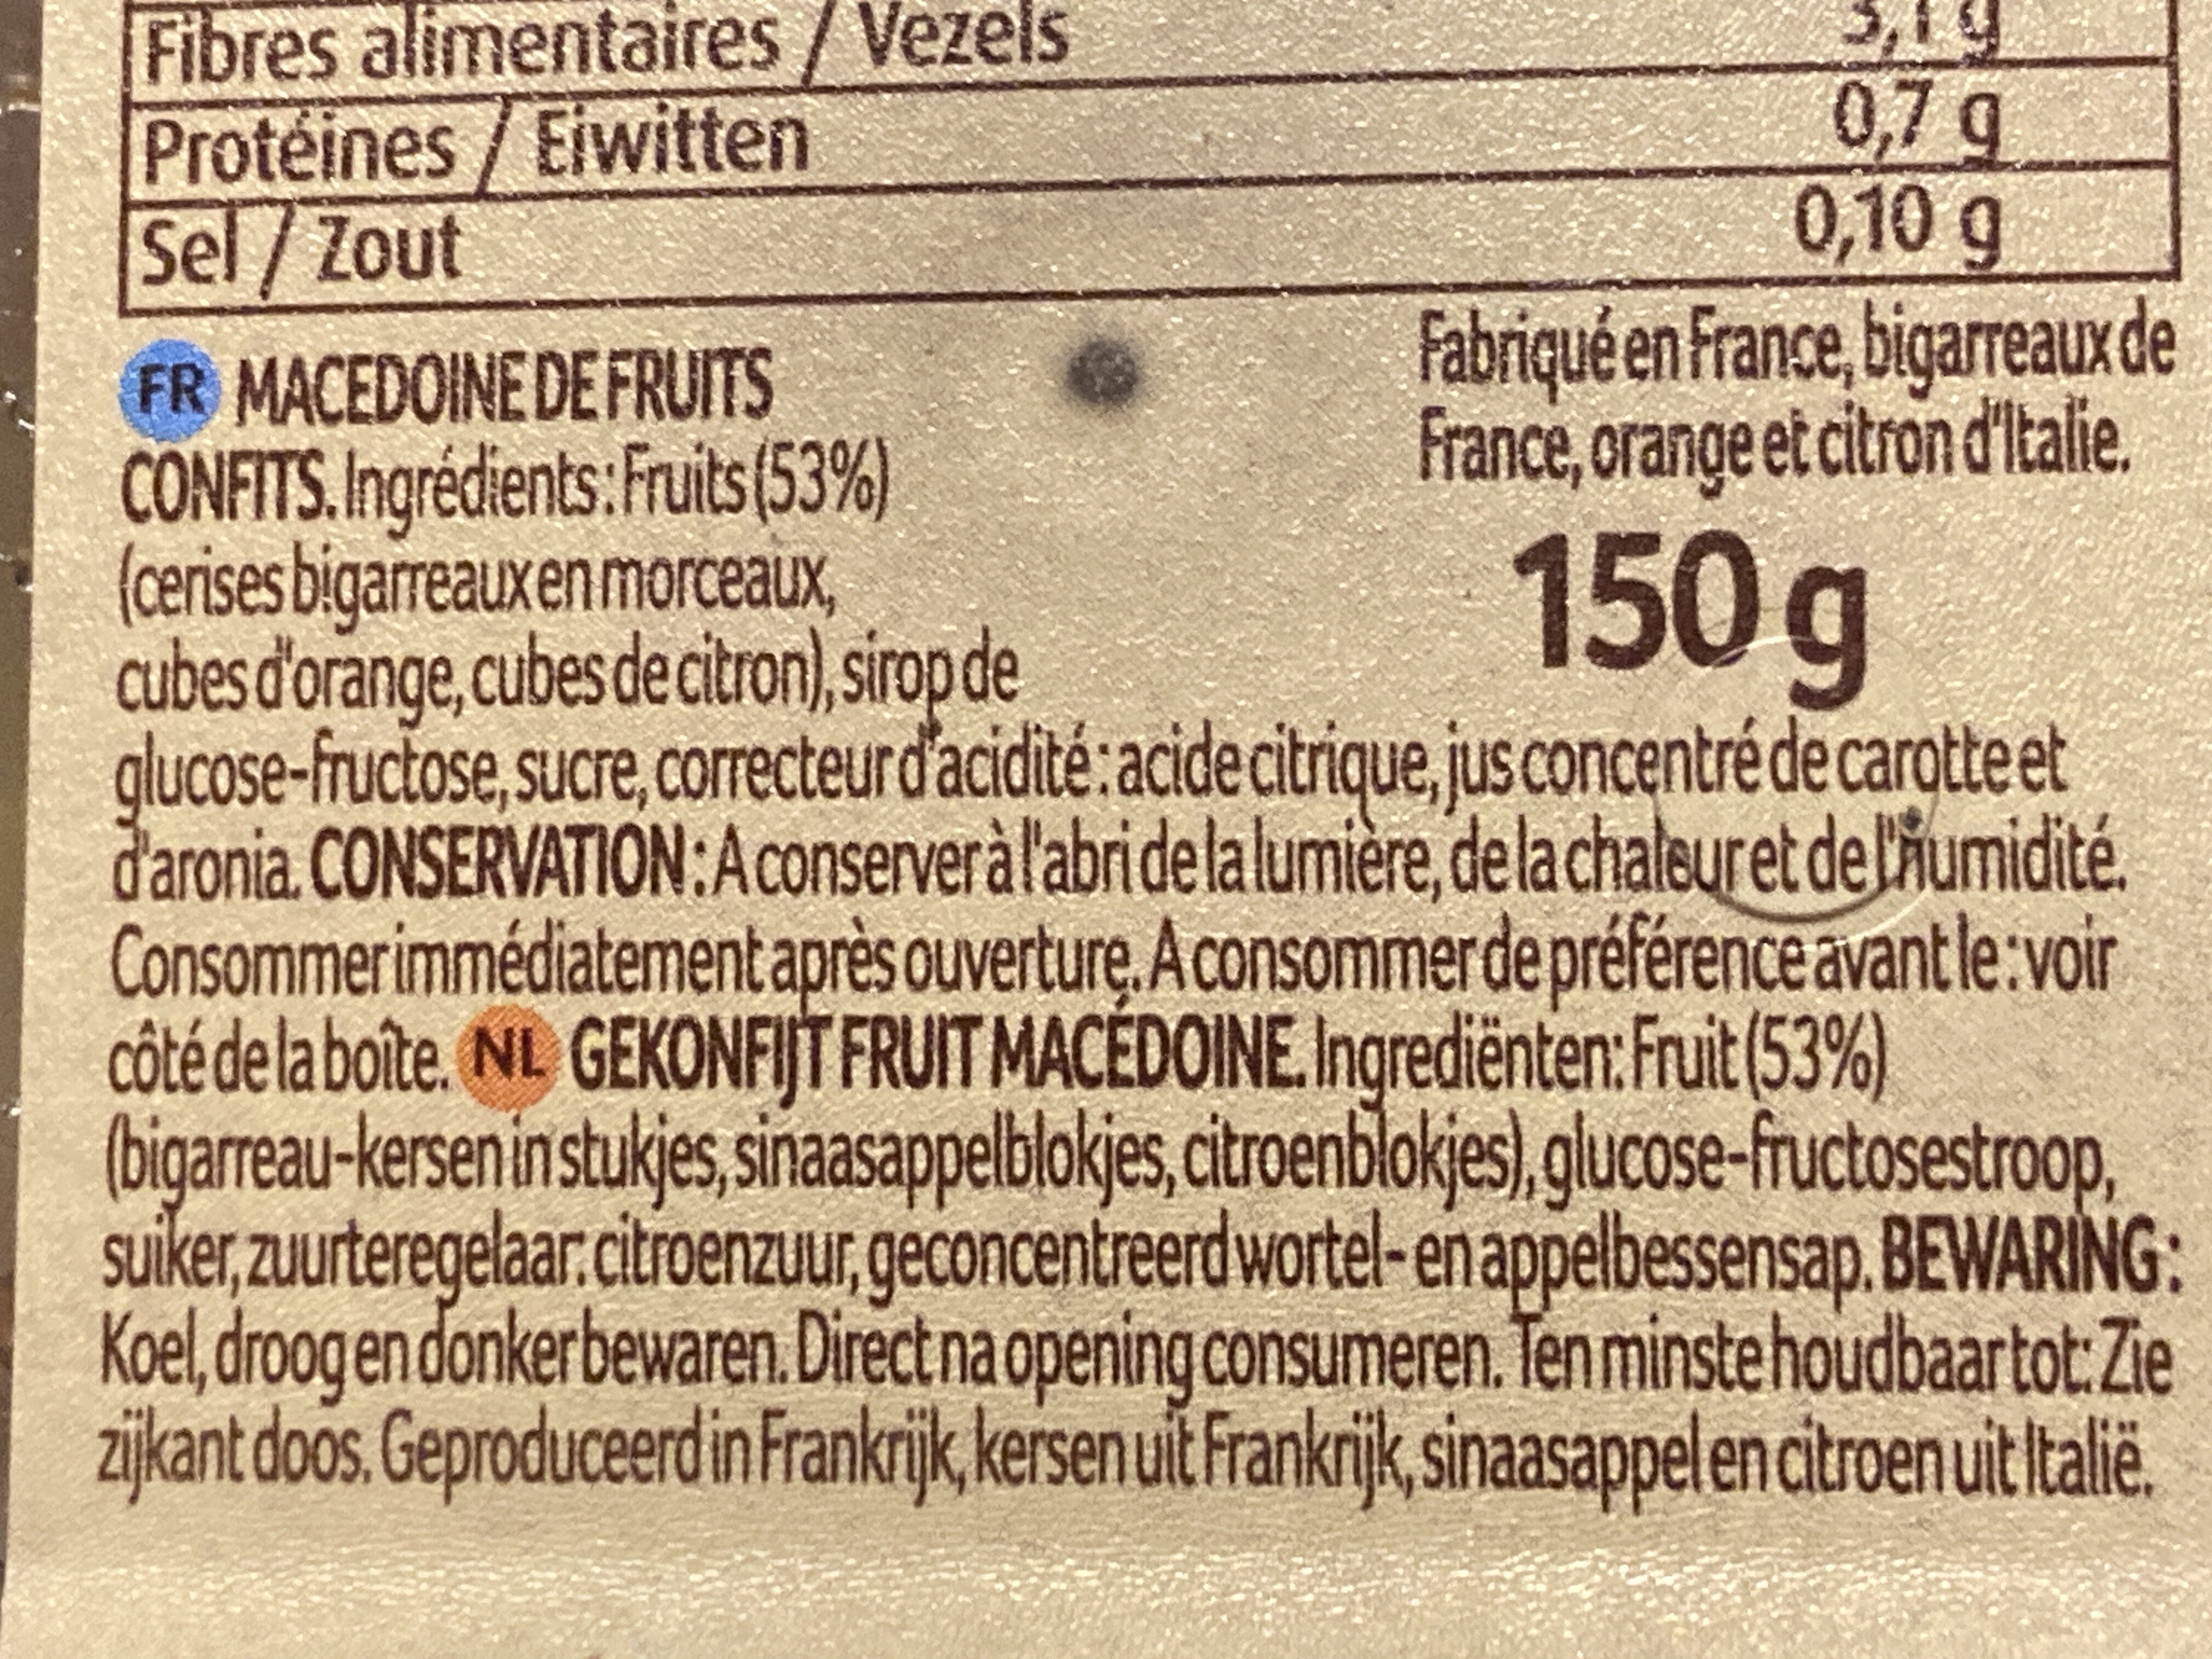 Fibres alimentaires / Vezels 3,1 g
Protéines / Eiwitten 0,7 g
Sel / Zout 0,10 g
FR MACEDOINE DE FRUITS
CONFITS. Ingrédients : Fruits (53%)
(cerises bigarreaux en morceaux,
cubes d'orange, cubes de citron), sirop de
Fabriqué en France, bigarreaux de
France, orange et citron d'Italie.
150 g
glucose-fructose, sucre, correcteur d'acidité : acide citrique, jus concentré de carotte et
d'aronia. CONSERVATION : A conserver à l'abri de la lumière, de la chaleur et de l'humidité.
Consommer immédiatement après ouverture. A consommer de préférence avant le : voir
côté de la boîte. NL GEKONFIJT FRUIT MACÉDOINE. Ingrediënten: Fruit (53%)
(bigarreau-kersen in stukjes, sinaasappelblokjes, citroenblokjes), glucose-fructosestroop,
suiker, zuurteregelaar: citroenzuur, geconcentreerd wortel- en appelbessensap. BEWARING :
Koel, droog en donker bewaren. Direct na opening consumeren. Ten minste houdbaar tot: Zie
zijkant doos. Geproduceerd in Frankrijk, kersen uit Frankrijk, sinaasappel en citroen uit Italië.